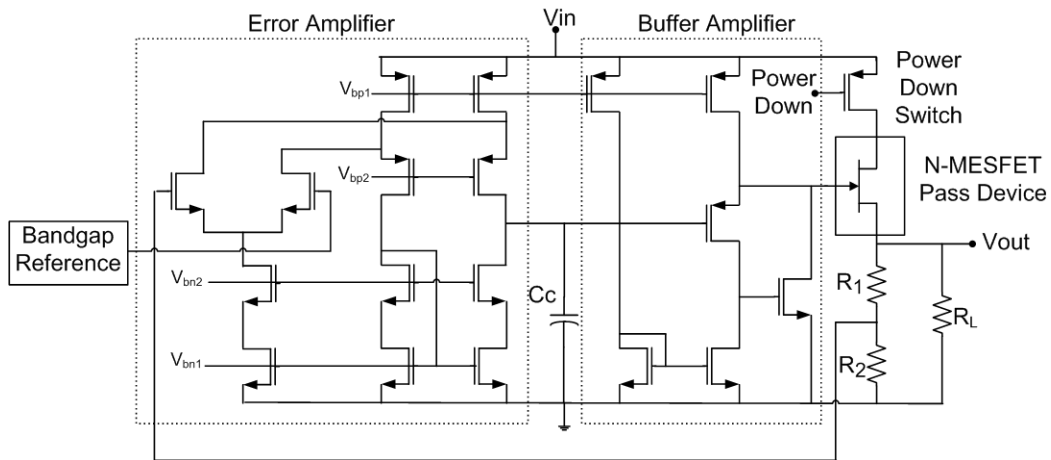 Error Amplifier
Vin
Buffer Amplifier
Vbp1
Power
Down
Power
Down
Switch
Vbp2
N-MESFET
Pass Device
Bandgap
Reference
Vout
Vbn2
Cc
R1
RL
Vbn1
R2